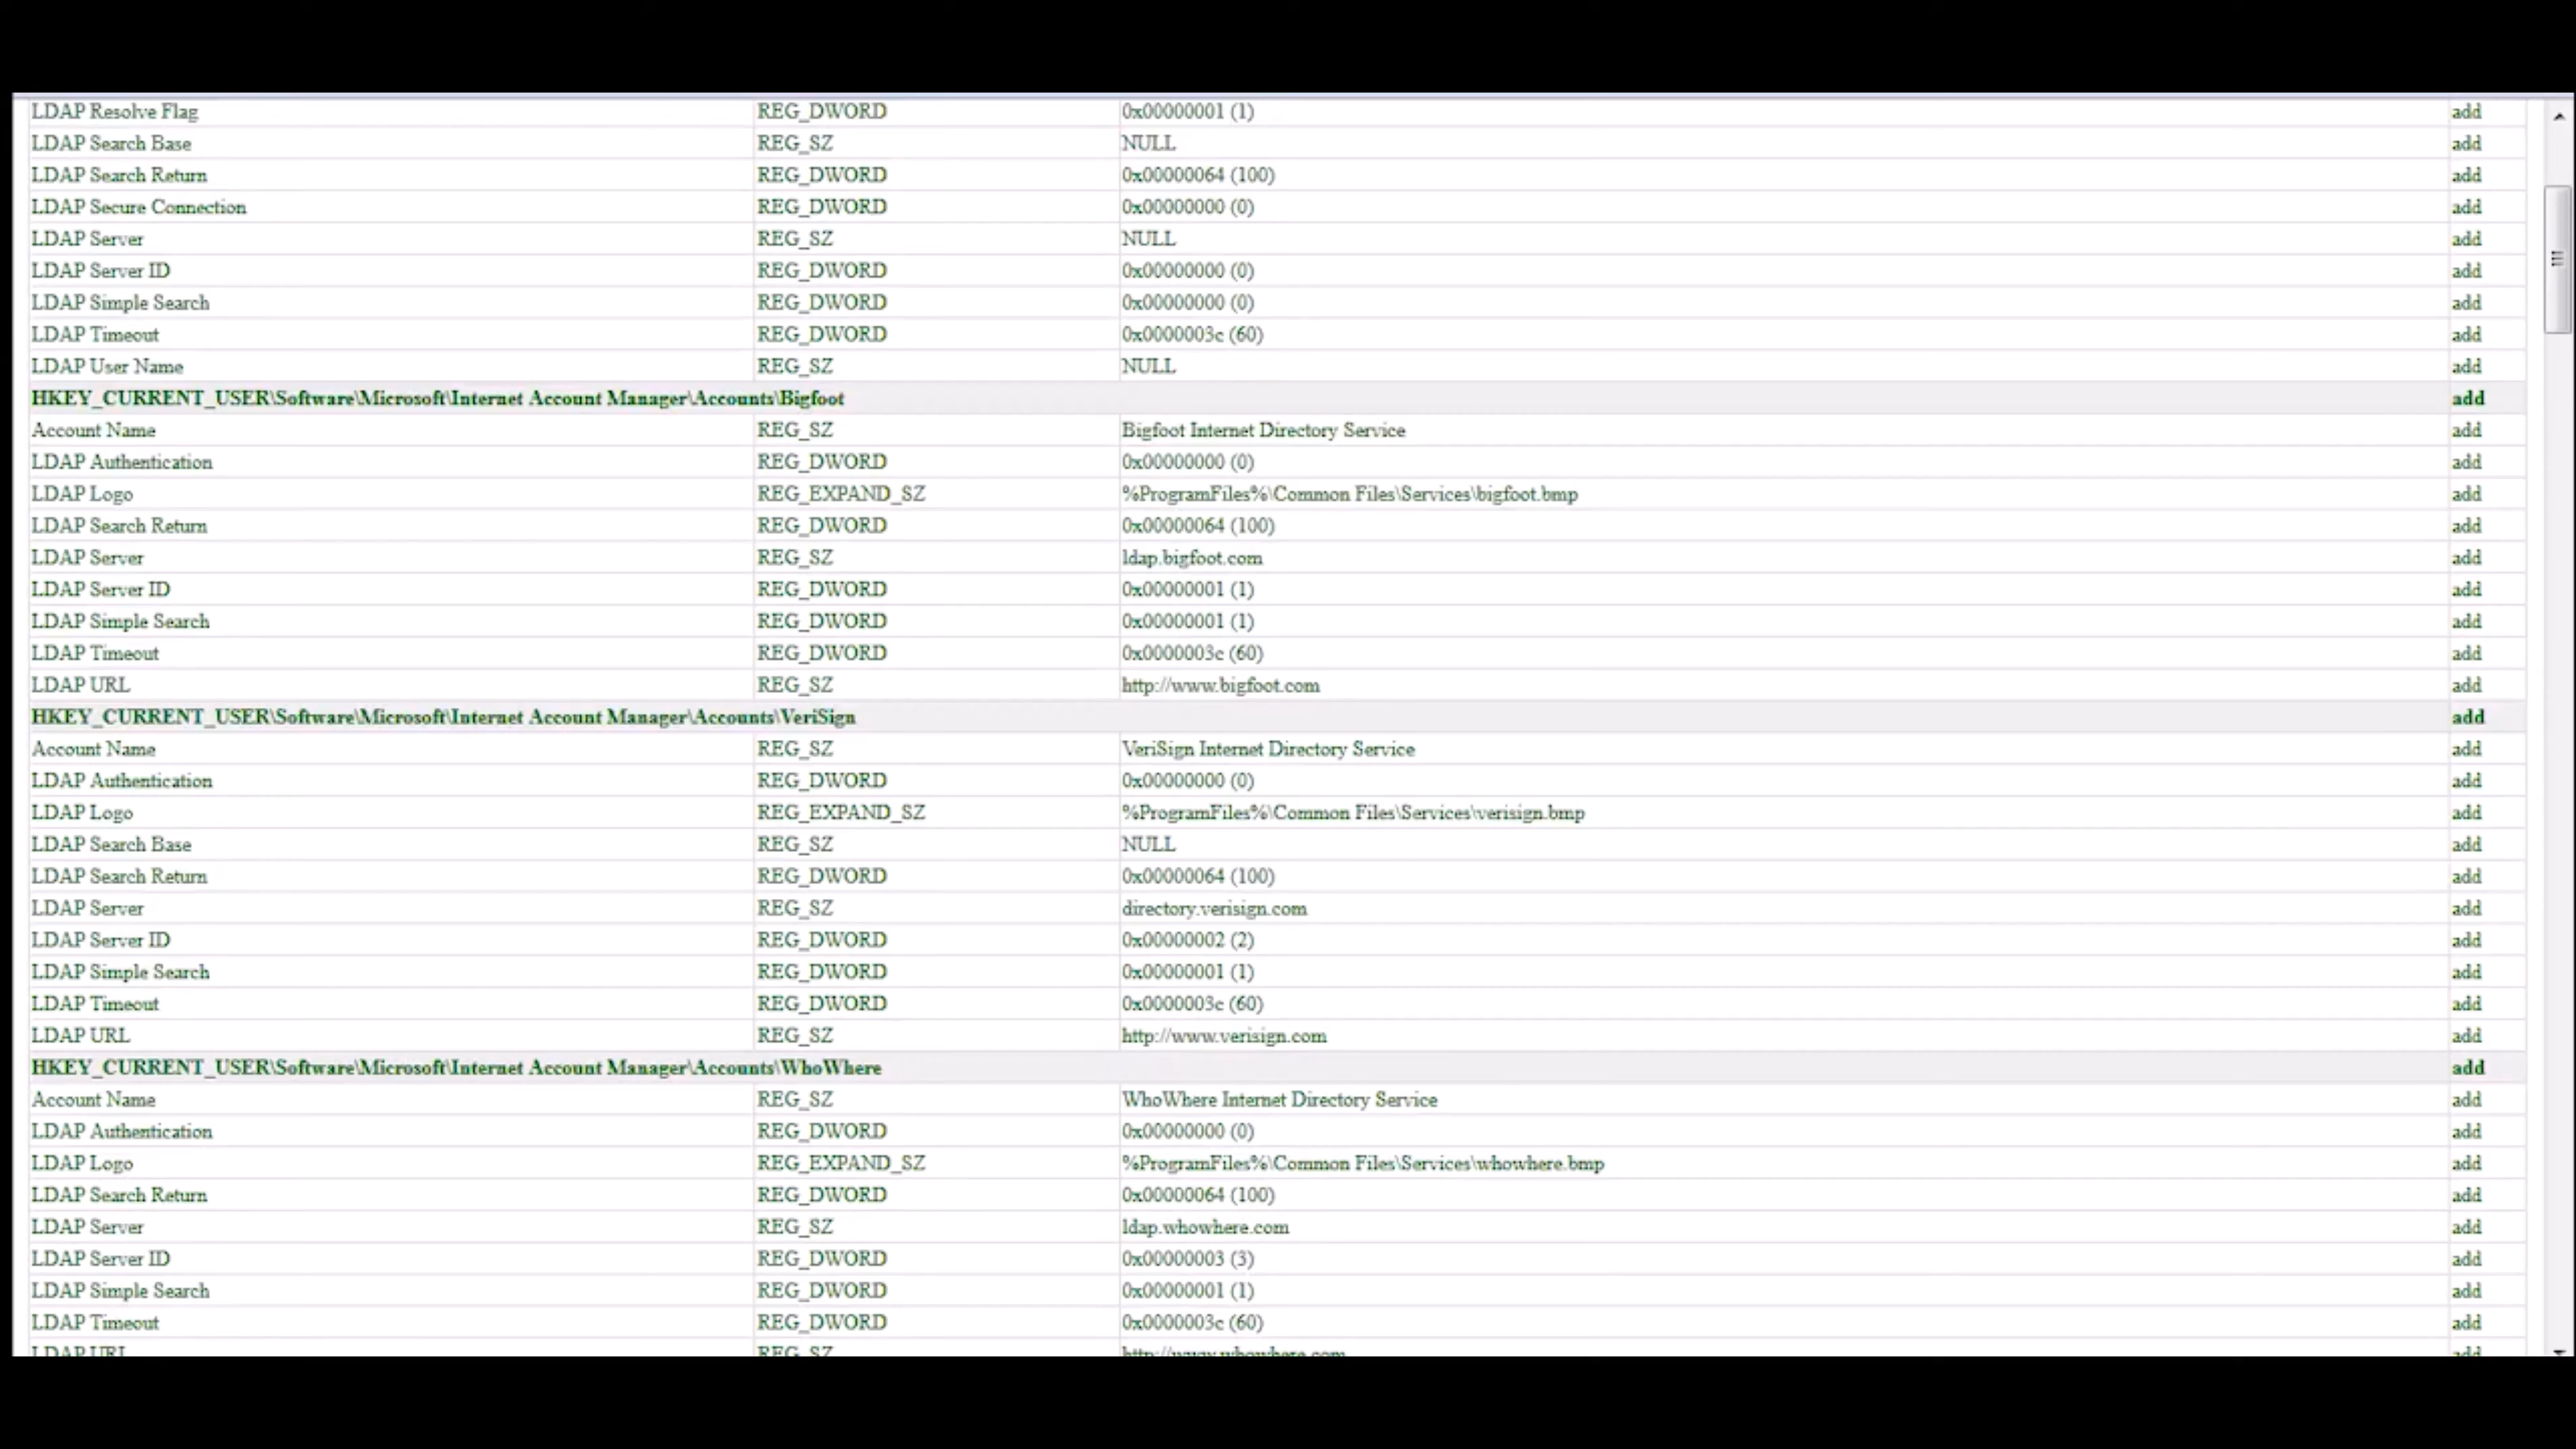 LDAP Resolve Flag REG_DWORD 0x00000001 (1) add
LDAP Search Base REG_SZ NULL add
LDAP Search Return REG_DWORD 0x00000064 (100) add
LDAP Secure Connection REG_DWORD 0x00000000 (0) add
LDAP Server REG_SZ NULL add
LDAP Server ID REG_DWORD 0x00000000 (0) add
LDAP Simple Search REG_DWORD 0x00000000 (0) add
LDAP Timeout REG_DWORD 0x0000003c (60) add
LDAP User Name REG_SZ NULL add
HKEY_CURRENT_USER\Software\Microsoft\Internet Account Manager\Accounts\Bigfoot add
Account Name REG_SZ Bigfoot Internet Directory Service add
LDAP Authentication REG_DWORD 0x00000000 (0) add
LDAP Logo REG_EXPAND_SZ %ProgramFiles%\Common Files\Services\bigfoot.bmp add
LDAP Search Return REG_DWORD 0x00000064 (100) add
LDAP Server REG_SZ ldap.bigfoot.com add
LDAP Server ID REG_DWORD 0x00000001 (1) add
LDAP Simple Search REG_DWORD 0x00000001 (1) add
LDAP Timeout REG_DWORD 0x0000003c (60) add
LDAP URL REG_SZ http://www.bigfoot.com add
HKEY_CURRENT_USER\Software\Microsoft\Internet Account Manager\Accounts\VeriSign add
Account Name REG_SZ VeriSign Internet Directory Service add
LDAP Authentication REG_DWORD 0x00000000 (0) add
LDAP Logo REG_EXPAND_SZ %ProgramFiles%\Common Files\Services\verisign.bmp add
LDAP Search Base REG_SZ NULL add
LDAP Search Return REG_DWORD 0x00000064 (100) add
LDAP Server REG_SZ directory.verisign.com add
LDAP Server ID REG_DWORD 0x00000002 (2) add
LDAP Simple Search REG_DWORD 0x00000001 (1) add
LDAP Timeout REG_DWORD 0x0000003c (60) add
LDAP URL REG_SZ http://www.verisign.com add
HKEY_CURRENT_USER\Software\Microsoft\Internet Account Manager\Accounts\WhoWhere add
Account Name REG_SZ WhoWhere Internet Directory Service add
LDAP Authentication REG_DWORD 0x00000000 (0) add
LDAP Logo REG_EXPAND_SZ %ProgramFiles%\Common Files\Services\whowhere.bmp add
LDAP Search Return REG_DWORD 0x00000064 (100) add
LDAP Server REG_SZ ldap.whowhere.com add
LDAP Server ID REG_DWORD 0x00000003 (3) add
LDAP Simple Search REG_DWORD 0x00000001 (1) add
LDAP Timeout REG_DWORD 0x0000003c (60) add
LDAP URL REG_SZ http://www.whowhere.com add